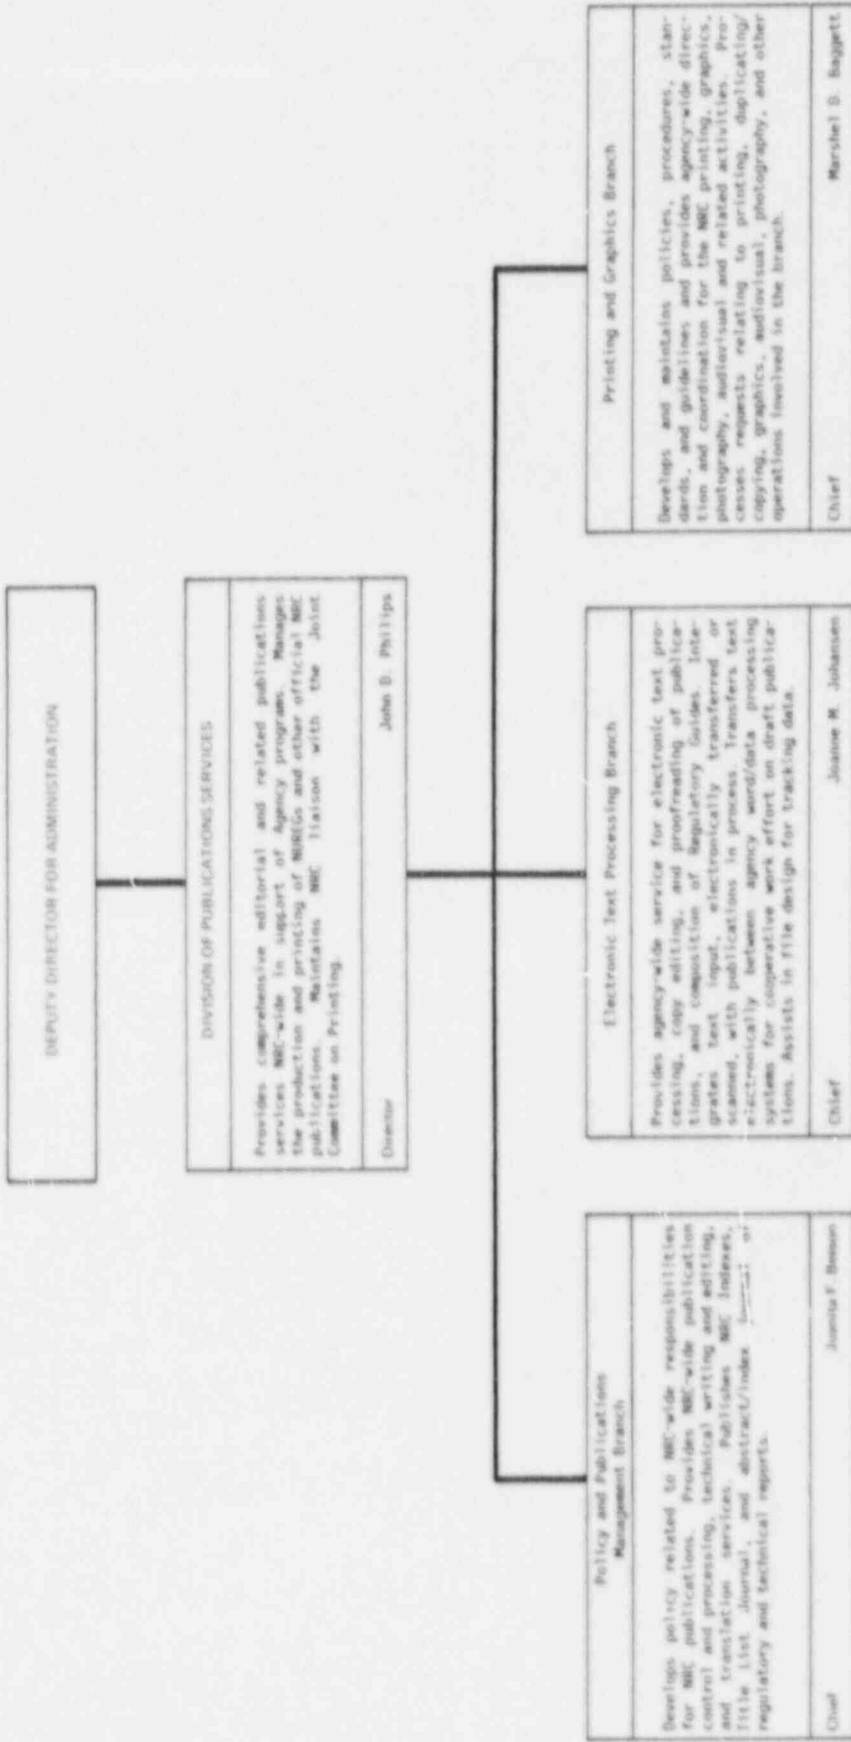 DEPUTY DIRECTOR FOR ADMINISTRATION
DIVISION OF PUBLICATIONS SERVICES
Provides comprehensive editorial and related publications
services NRC-wide in support of Agency programs. Manages
the production and printing of NUREGs and other official NRC
publications. Maintains NRC liaison with the Joint
Committee on Printing.
Director John D. Philips
Policy and Publications
Management Branch
Develops policy related to NRC-wide responsibilities
for NRC publications. Provides NRC-wide publication
control and processing, technical writing and editing,
and translation services. Publishes NRC Indexes,
Title List Journal, and abstract/index of
regulatory and technical reports.
Chief Juanita F. Beeson
Electronic Text Processing Branch
Provides agency-wide service for electronic text pro-
cessing, copy editing, and proofreading of publica-
tions, and composition of Regulatory Guides. Inte-
grates text input, electronically transferred or
scanned, with publications in process. Transfers text
electronically between agency word/data processing
systems for cooperative work effort on draft publica-
tions. Assists in file design for tracking data.
Chief Joanne M. Johansen
Printing and Graphics Branch
Develops and maintains policies, procedures, stan-
dards, and guidelines and provides agency-wide direc-
tion and coordination for the NRC printing, graphics,
photography, audiovisual and related activities. Pro-
cesses requests relating to printing, duplicating/
copying, graphics, audiovisual, photography, and other
operations involved in the branch.
Chief Marshel D. Baggett